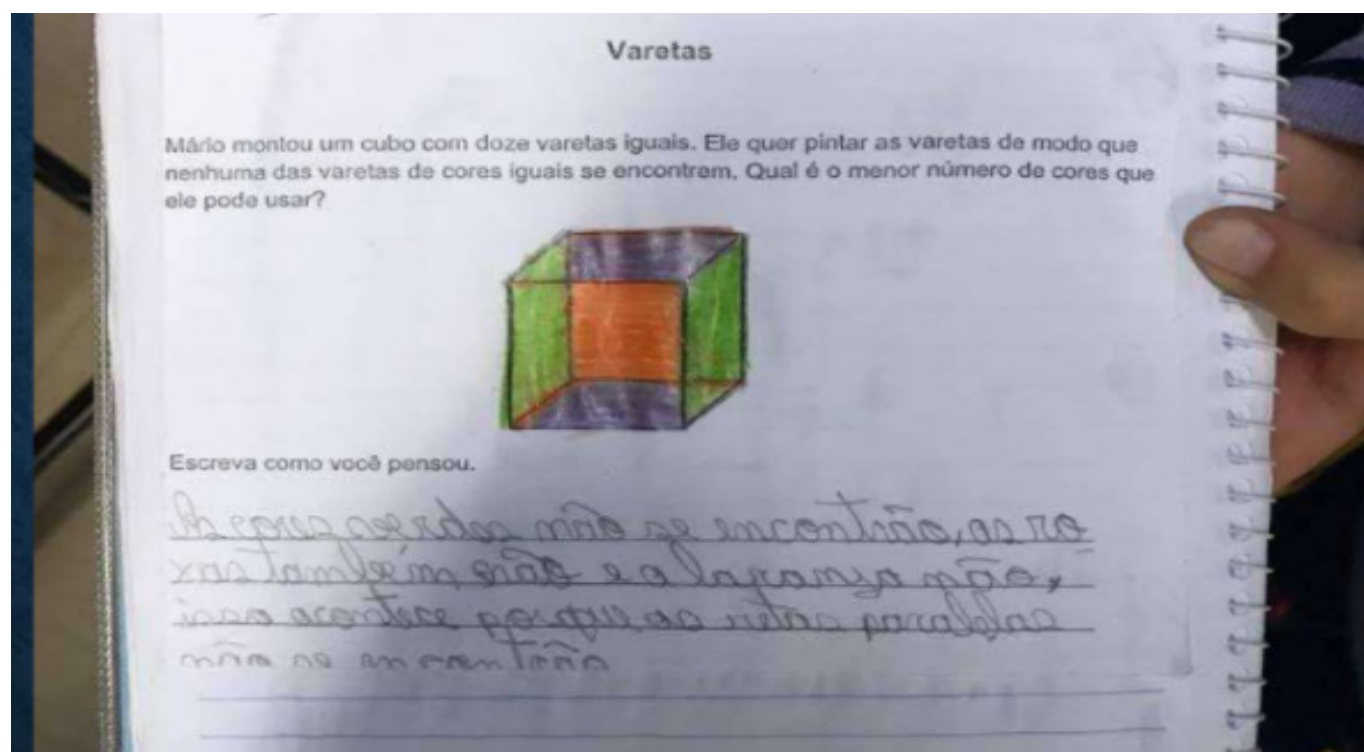 Varetas
Mário montou um cubo com doze varetas iguais. Ele quer pintar as varetas de modo que
nenhuma das varetas de cores iguais se encontrem. Qual é o menor número de cores que
ele pode usar?
Escreva como você pensou.
As cores verdes não se encontrão, as ro
xas também não e a laranja não,
isso acontece porque as retas paralelas
não se encontrão